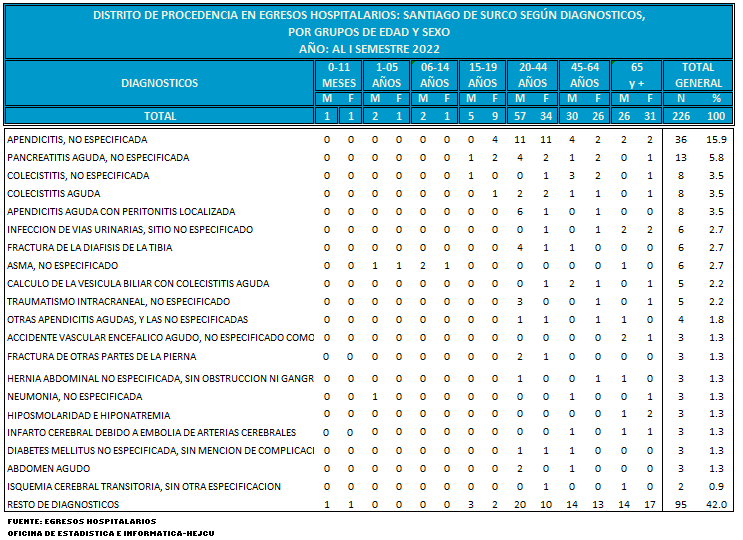 DISTRITO DE PROCEDENCIA EN EGRESOS HOSPITALARIOS: SANTIAGO DE SURCO SEGÚN DIAGNOSTICOS,
POR GRUPOS DE EDAD Y SEXO
AÑO: AL I SEMESTRE 2022
DIAGNOSTICOS 0-11 MESES 1-05 AÑOS 06-14 AÑOS 15-19 AÑOS 20-44 AÑOS 45-64 AÑOS 65 y + TOTAL GENERAL
M F M F M F M F M F M F M F N %
TOTAL 1 1 2 1 2 1 5 9 57 34 30 26 26 31 226 100
APENDICITIS, NO ESPECIFICADA 0 0 0 0 0 0 0 4 11 11 4 2 2 2 36 15.9
PANCREATITIS AGUDA, NO ESPECIFICADA 0 0 0 0 0 0 1 2 4 2 1 2 0 1 13 5.8
COLECISTITIS, NO ESPECIFICADA 0 0 0 0 0 0 1 0 0 1 3 2 0 1 8 3.5
COLECISTITIS AGUDA 0 0 0 0 0 0 0 1 2 2 1 1 0 1 8 3.5
APENDICITIS AGUDA CON PERITONITIS LOCALIZADA 0 0 0 0 0 0 0 0 6 1 0 1 0 0 8 3.5
INFECCION DE VIAS URINARIAS, SITIO NO ESPECIFICADO 0 0 0 0 0 0 0 0 0 1 0 1 2 2 6 2.7
FRACTURA DE LA DIAFISIS DE LA TIBIA 0 0 0 0 0 0 0 0 4 1 1 0 0 0 6 2.7
ASMA, NO ESPECIFICADO 0 0 1 1 2 1 0 0 0 0 0 0 1 0 6 2.7
CALCULO DE LA VESICULA BILIAR CON COLECISTITIS AGUDA 0 0 0 0 0 0 0 0 0 1 2 1 0 1 5 2.2
TRAUMATISMO INTRACRANEAL, NO ESPECIFICADO 0 0 0 0 0 0 0 0 3 0 0 1 0 1 5 2.2
OTRAS APENDICITIS AGUDAS, Y LAS NO ESPECIFICADAS 0 0 0 0 0 0 0 0 1 1 0 1 1 0 4 1.8
ACCIDENTE VASCULAR ENCEFALICO AGUDO, NO ESPECIFICADO COMO 0 0 0 0 0 0 0 0 0 0 0 0 2 1 3 1.3
FRACTURA DE OTRAS PARTES DE LA PIERNA 0 0 0 0 0 0 0 0 2 1 0 0 0 0 3 1.3
HERNIA ABDOMINAL NO ESPECIFICADA, SIN OBSTRUCCION NI GANGR 0 0 0 0 0 0 0 0 1 0 0 1 1 0 3 1.3
NEUMONIA, NO ESPECIFICADA 0 0 1 0 0 0 0 0 0 0 1 0 0 1 3 1.3
HIPOSMOLARIDAD E HIPONATREMIA 0 0 0 0 0 0 0 0 0 0 0 0 1 2 3 1.3
INFARTO CEREBRAL DEBIDO A EMBOLIA DE ARTERIAS CEREBRALES 0 0 0 0 0 0 0 0 0 0 1 0 1 1 3 1.3
DIABETES MELLITUS NO ESPECIFICADA, SIN MENCION DE COMPLICACI 0 0 0 0 0 0 0 0 1 1 1 0 0 0 3 1.3
ABDOMEN AGUDO 0 0 0 0 0 0 0 0 2 0 1 0 0 0 3 1.3
ISQUEMIA CEREBRAL TRANSITORIA, SIN OTRA ESPECIFICACION 0 0 0 0 0 0 0 0 0 1 0 1 0 0 2 0.9
RESTO DE DIAGNOSTICOS 1 1 0 0 0 0 3 2 20 10 14 13 14 17 95 42.0
FUENTE: EGRESOS HOSPITALARIOS
OFICINA DE ESTADISTICA E INFORMATICA-HEJCU